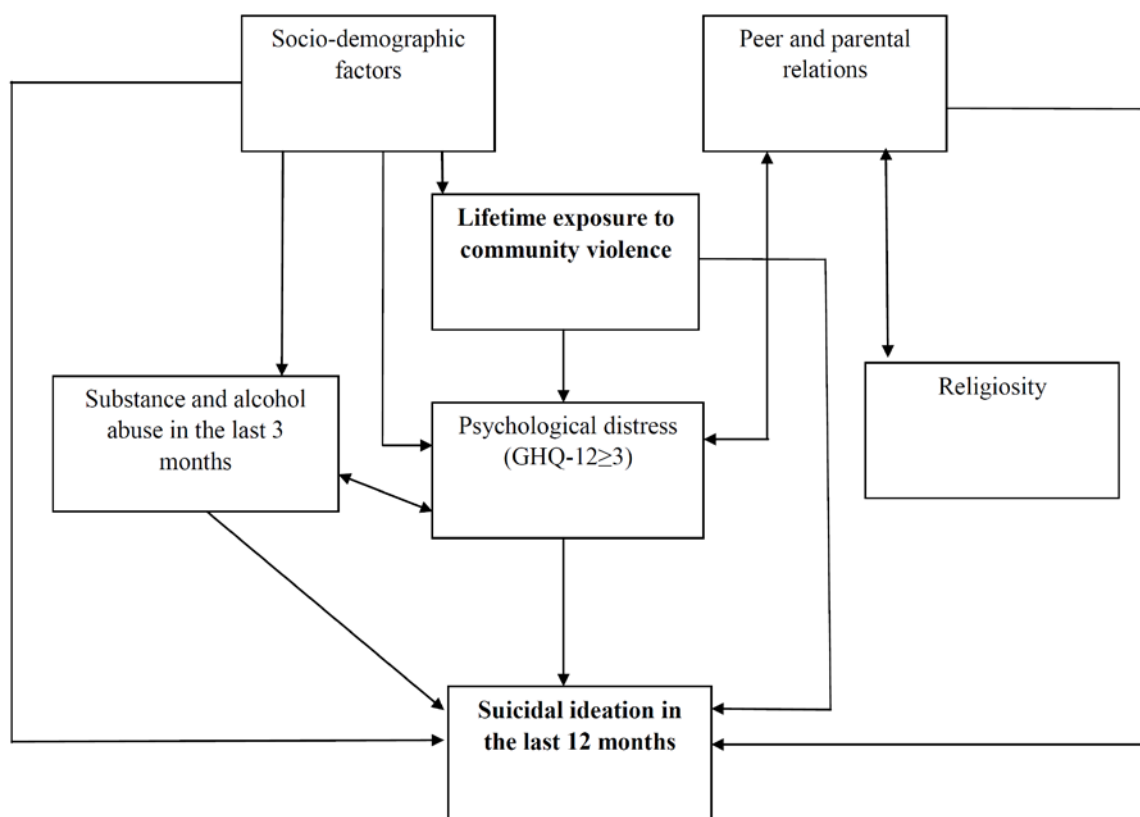 Socio-demographic
factors
Peer and parental
relations
Lifetime exposure to
community violence
Substance and alcohol
abuse in the last 3
months
Psychological distress
(GHQ-12≥3)
Religiosity
Suicidal ideation in
the last 12 months